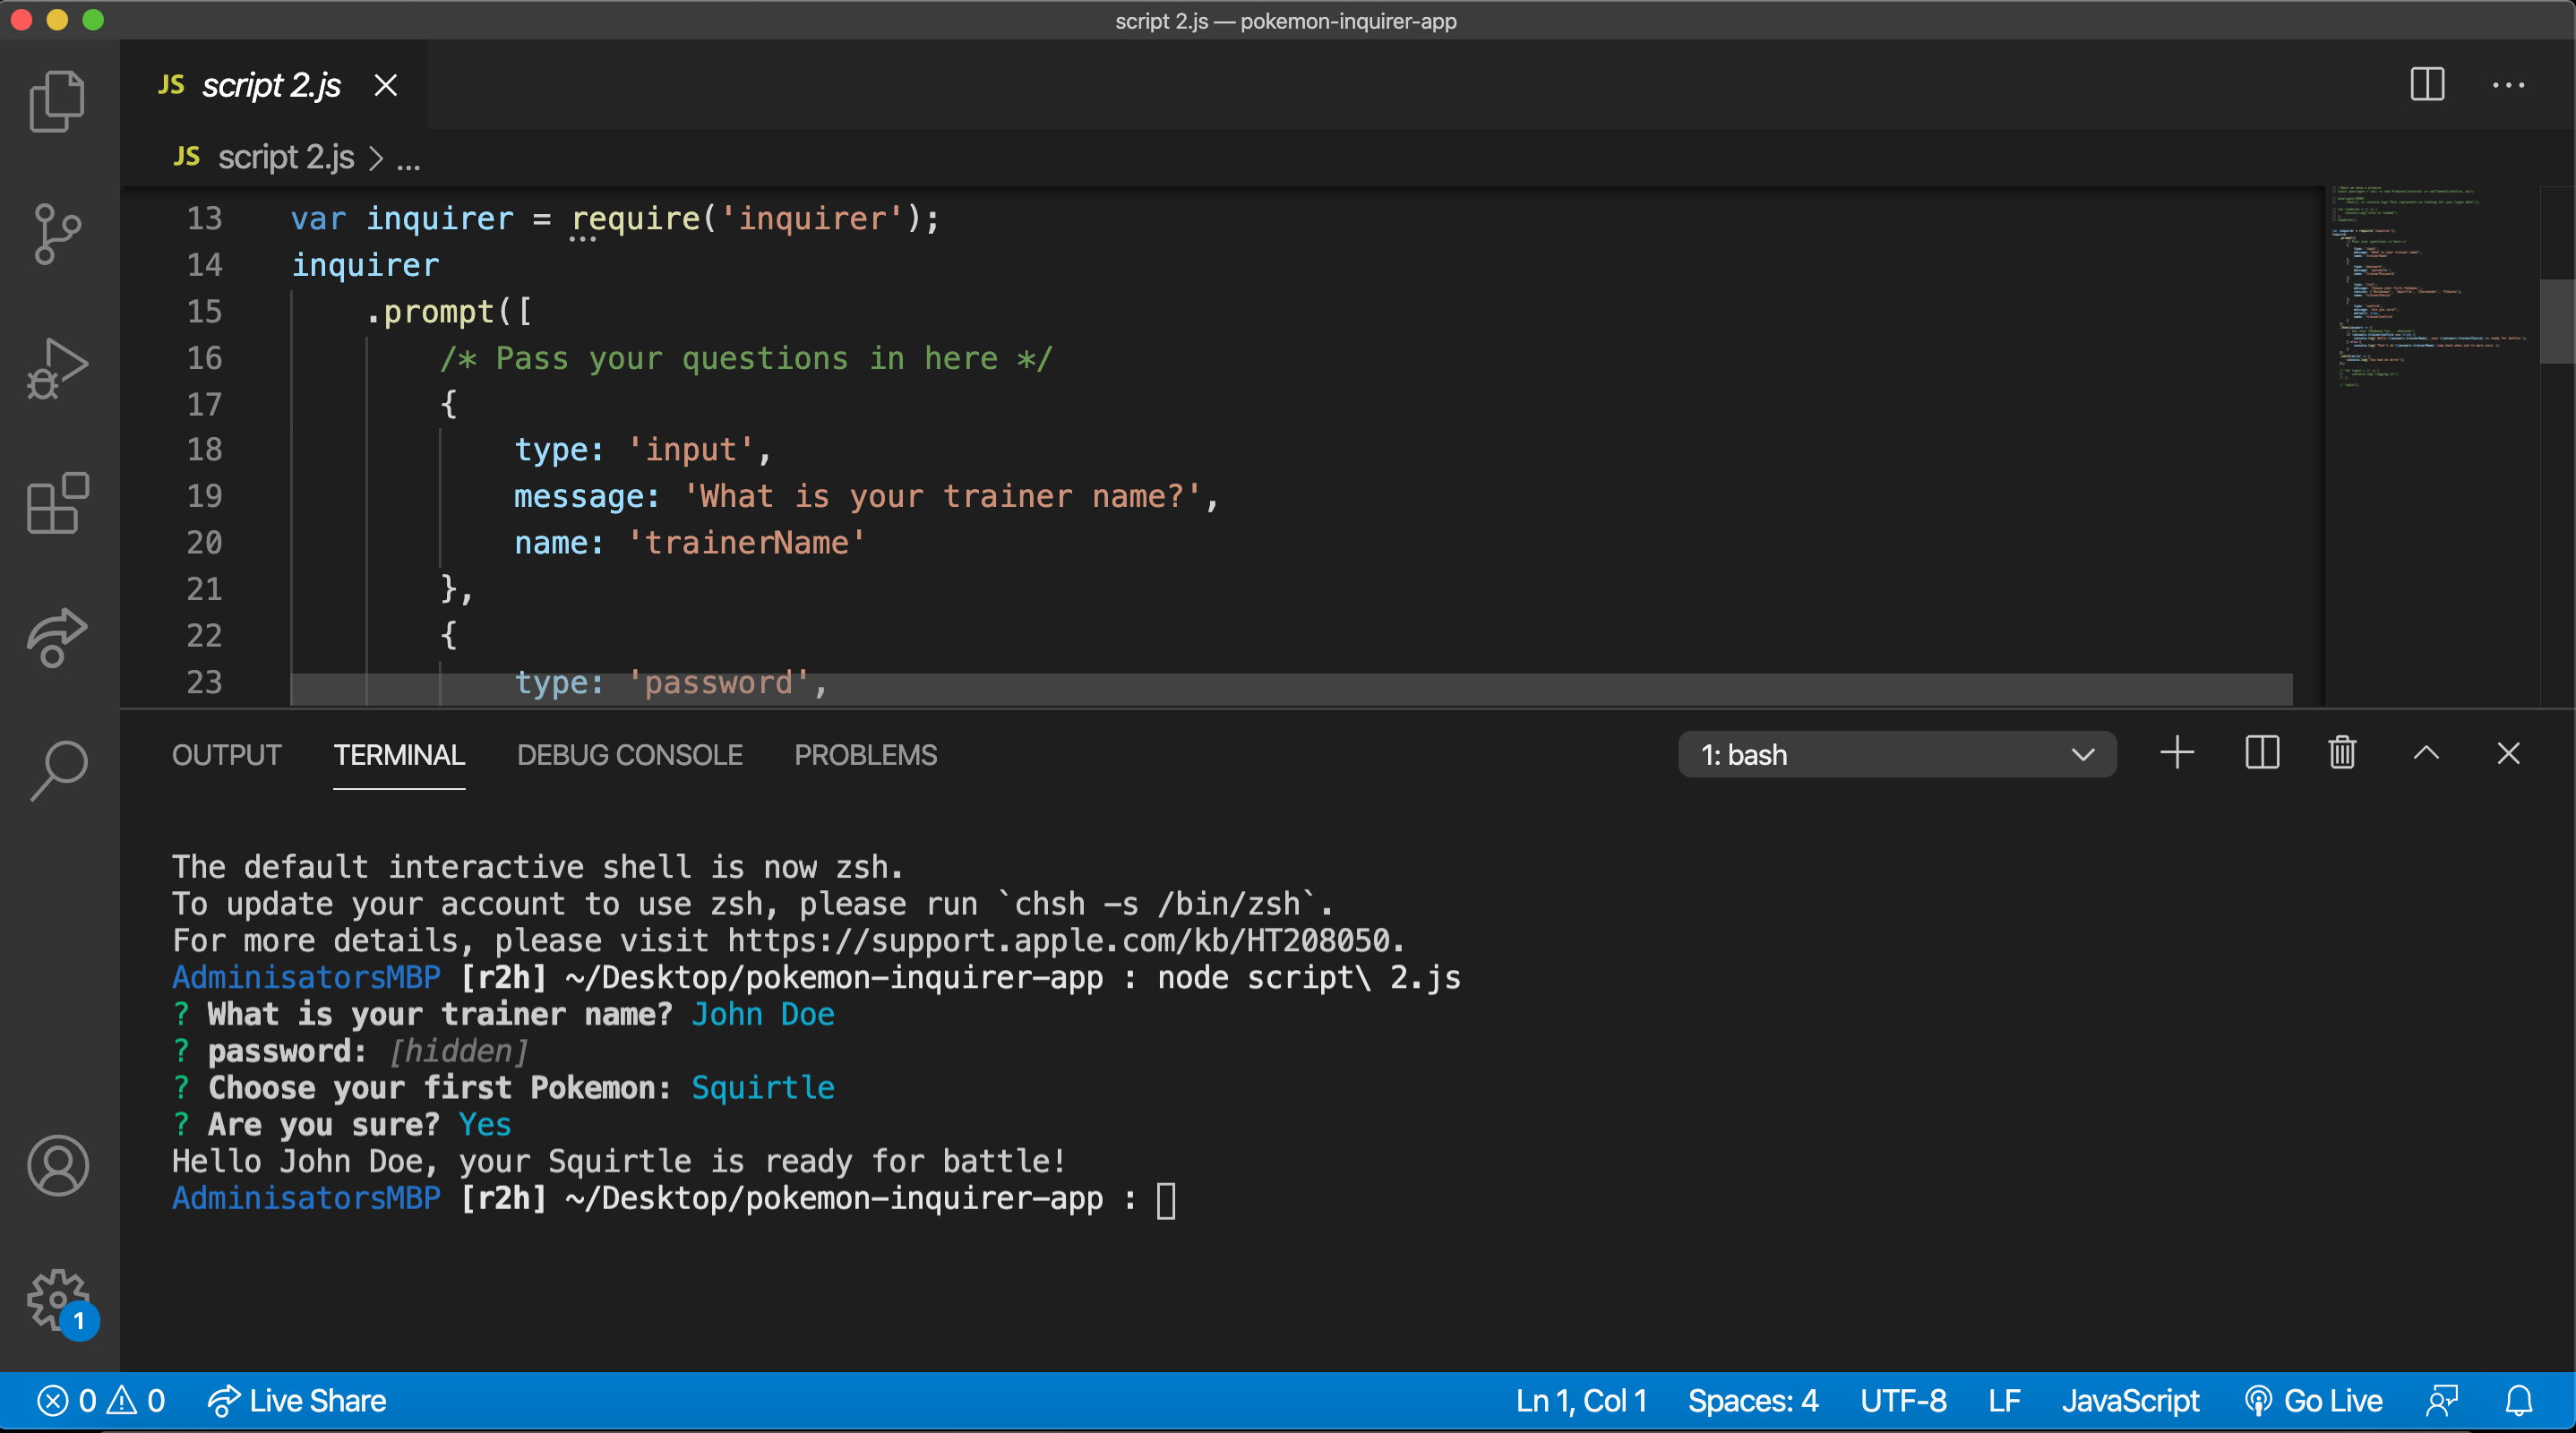 script 2.js — pokemon-inquirer-app
JS script 2.js
JS script 2.js > ...
13 var inquirer = require('inquirer');
14 inquirer
15 .prompt([
16 /* Pass your questions in here */
17 {
18 type: 'input',
19 message: 'What is your trainer name?',
20 name: 'trainerName'
21 },
22 {
23 type: 'password',
OUTPUT TERMINAL DEBUG CONSOLE PROBLEMS 1: bash
The default interactive shell is now zsh.
To update your account to use zsh, please run `chsh -s /bin/zsh`.
For more details, please visit https://support.apple.com/kb/HT208050.
AdminisatorsMBP [r2h] ~/Desktop/pokemon-inquirer-app : node script\ 2.js
? What is your trainer name? John Doe
? password: [hidden]
? Choose your first Pokemon: Squirtle
? Are you sure? Yes
Hello John Doe, your Squirtle is ready for battle!
AdminisatorsMBP [r2h] ~/Desktop/pokemon-inquirer-app :
1
0 0 Live Share Ln 1, Col 1 Spaces: 4 UTF-8 LF JavaScript Go Live